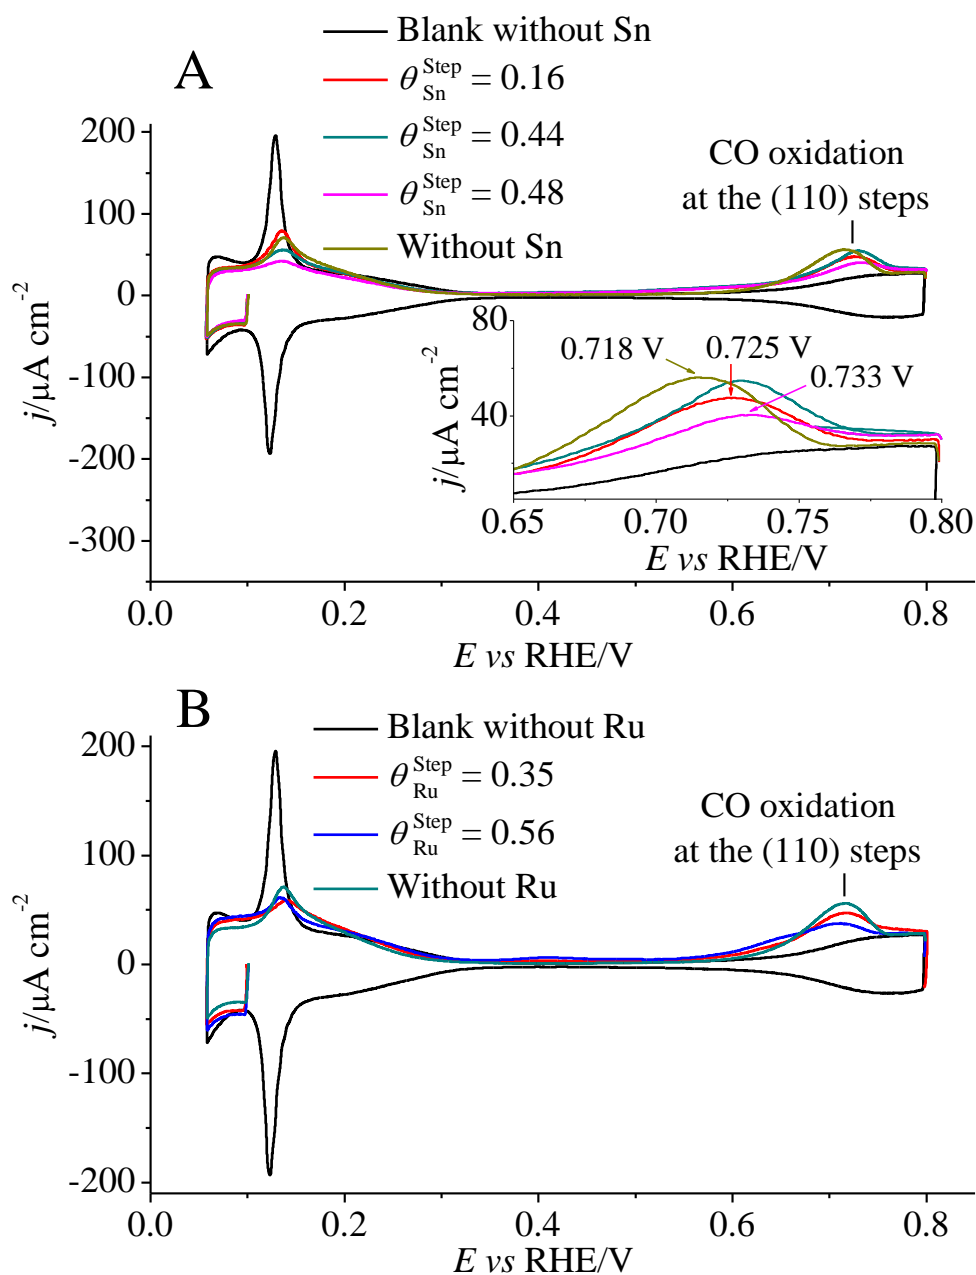 A
Blank without Sn
θ Step Sn = 0.16
θ Step Sn = 0.44
θ Step Sn = 0.48
Without Sn
CO oxidation
at the (110) steps
200
100
0
-100
-200
-300
j/μA cm-2
80
40
j/μA cm-2
0.718 V
0.725 V
0.733 V
0.65 0.70 0.75 0.80
E vs RHE/V
0.0 0.2 0.4 0.6 0.8
E vs RHE/V
B
Blank without Ru
θ Step Ru = 0.35
θ Step Ru = 0.56
Without Ru
CO oxidation
at the (110) steps
200
100
0
-100
-200
j/μA cm-2
0.0 0.2 0.4 0.6 0.8
E vs RHE/V